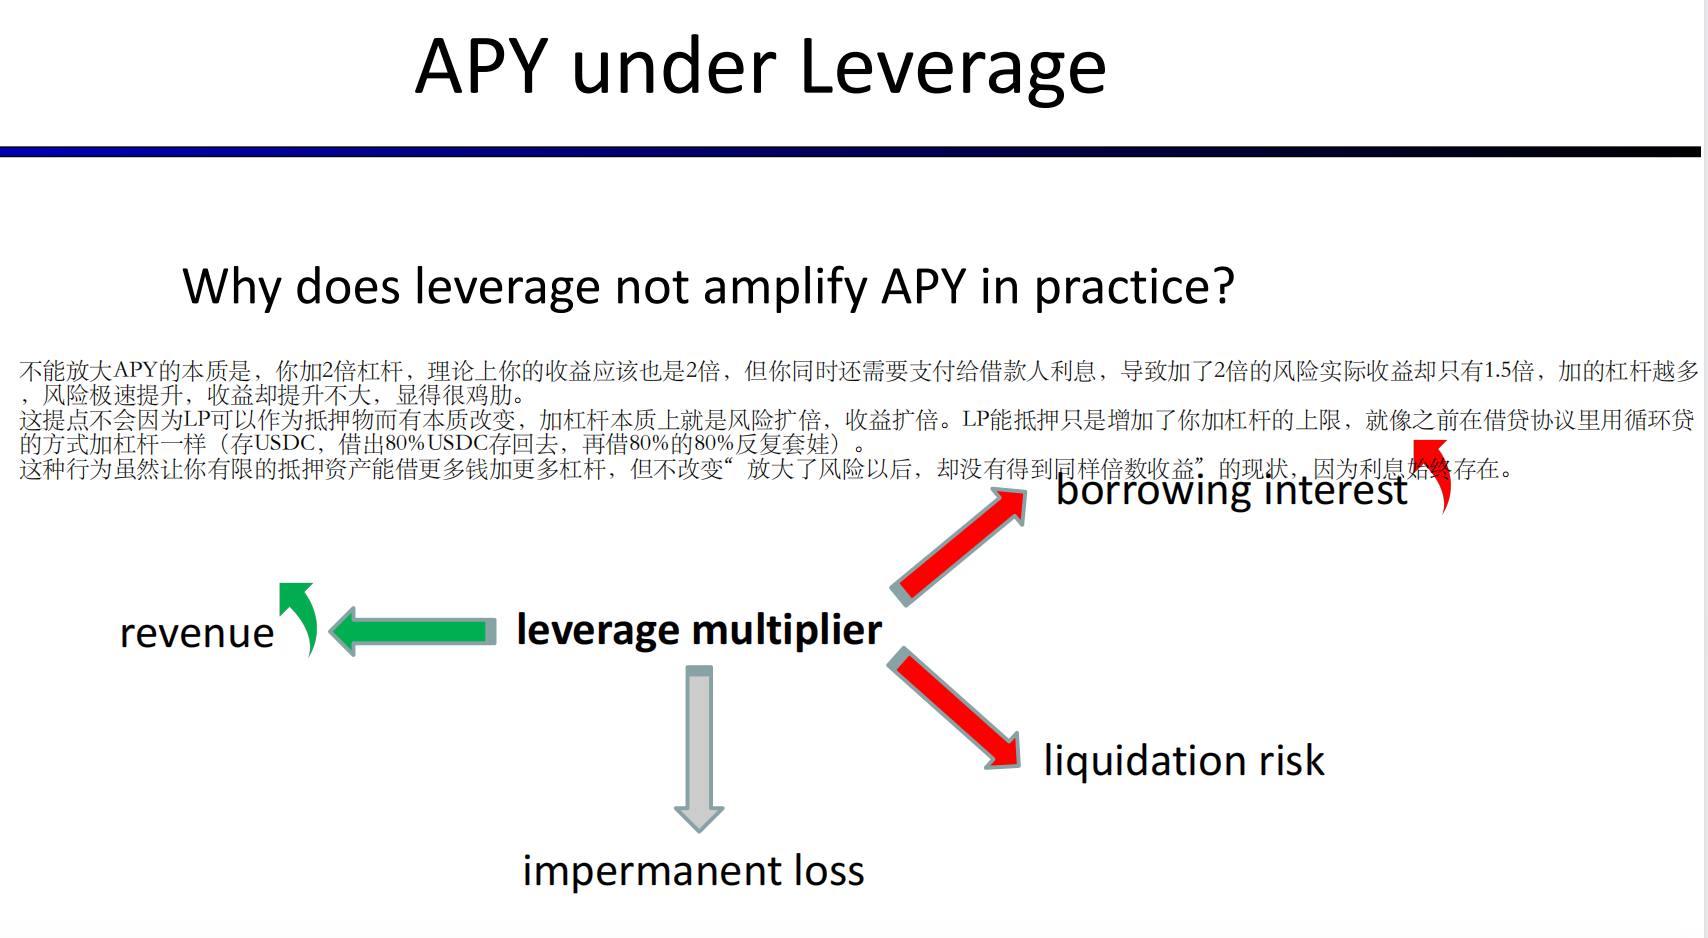 APY under Leverage
Why does leverage not amplify APY in practice?
不能放大APY的本质是，你加2倍杠杆，理论上你的收益应该也是2倍，但你同时还需要支付给借款人利息，导致加了2倍的风险实际收益却只有1.5倍，加的杠杆越多
，风险极速提升，收益却提升不大，显得很鸡肋。
这提点不会因为LP可以作为抵押物而有本质改变，加杠杆本质上就是风险扩倍，收益扩倍。LP能抵押只是增加了你加杠杆的上限，就像之前在借贷协议里用循环贷
的方式加杠杆一样（存USDC，借出80%USDC存回去，再借80%的80%反复套娃）。
这种行为虽然让你有限的抵押资产能借更多钱加更多杠杆，但不改变“放大了风险以后，却没有得到同样倍数收益”的现状，因为利息始终存在。
borrowing interest
revenue
leverage multiplier
liquidation risk
impermanent loss